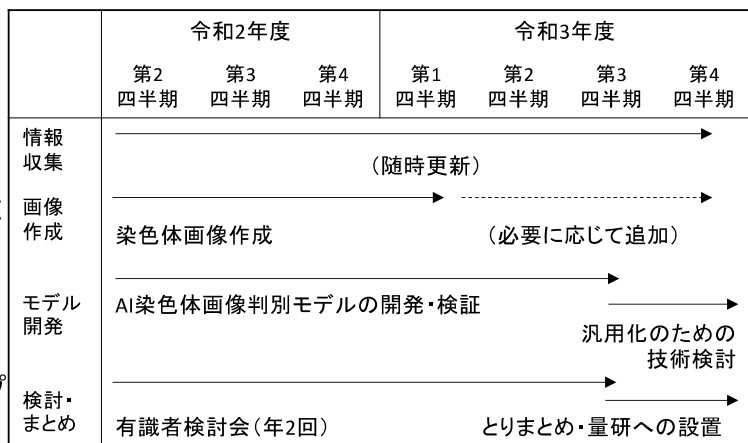 令和2年度 令和3年度
第2 第3 第4 第1 第2 第3 第4
四半期 四半期 四半期 四半期 四半期 四半期 四半期
情報
収集
（随時更新）
画像
作成
染色体画像作成 （必要に応じて追加）
モデル
開発
AI染色体画像判別モデルの開発・検証
汎用化のための
技術検討
プ
検討・
まとめ
有識者検討会（年2回） とりまとめ・量研への設置